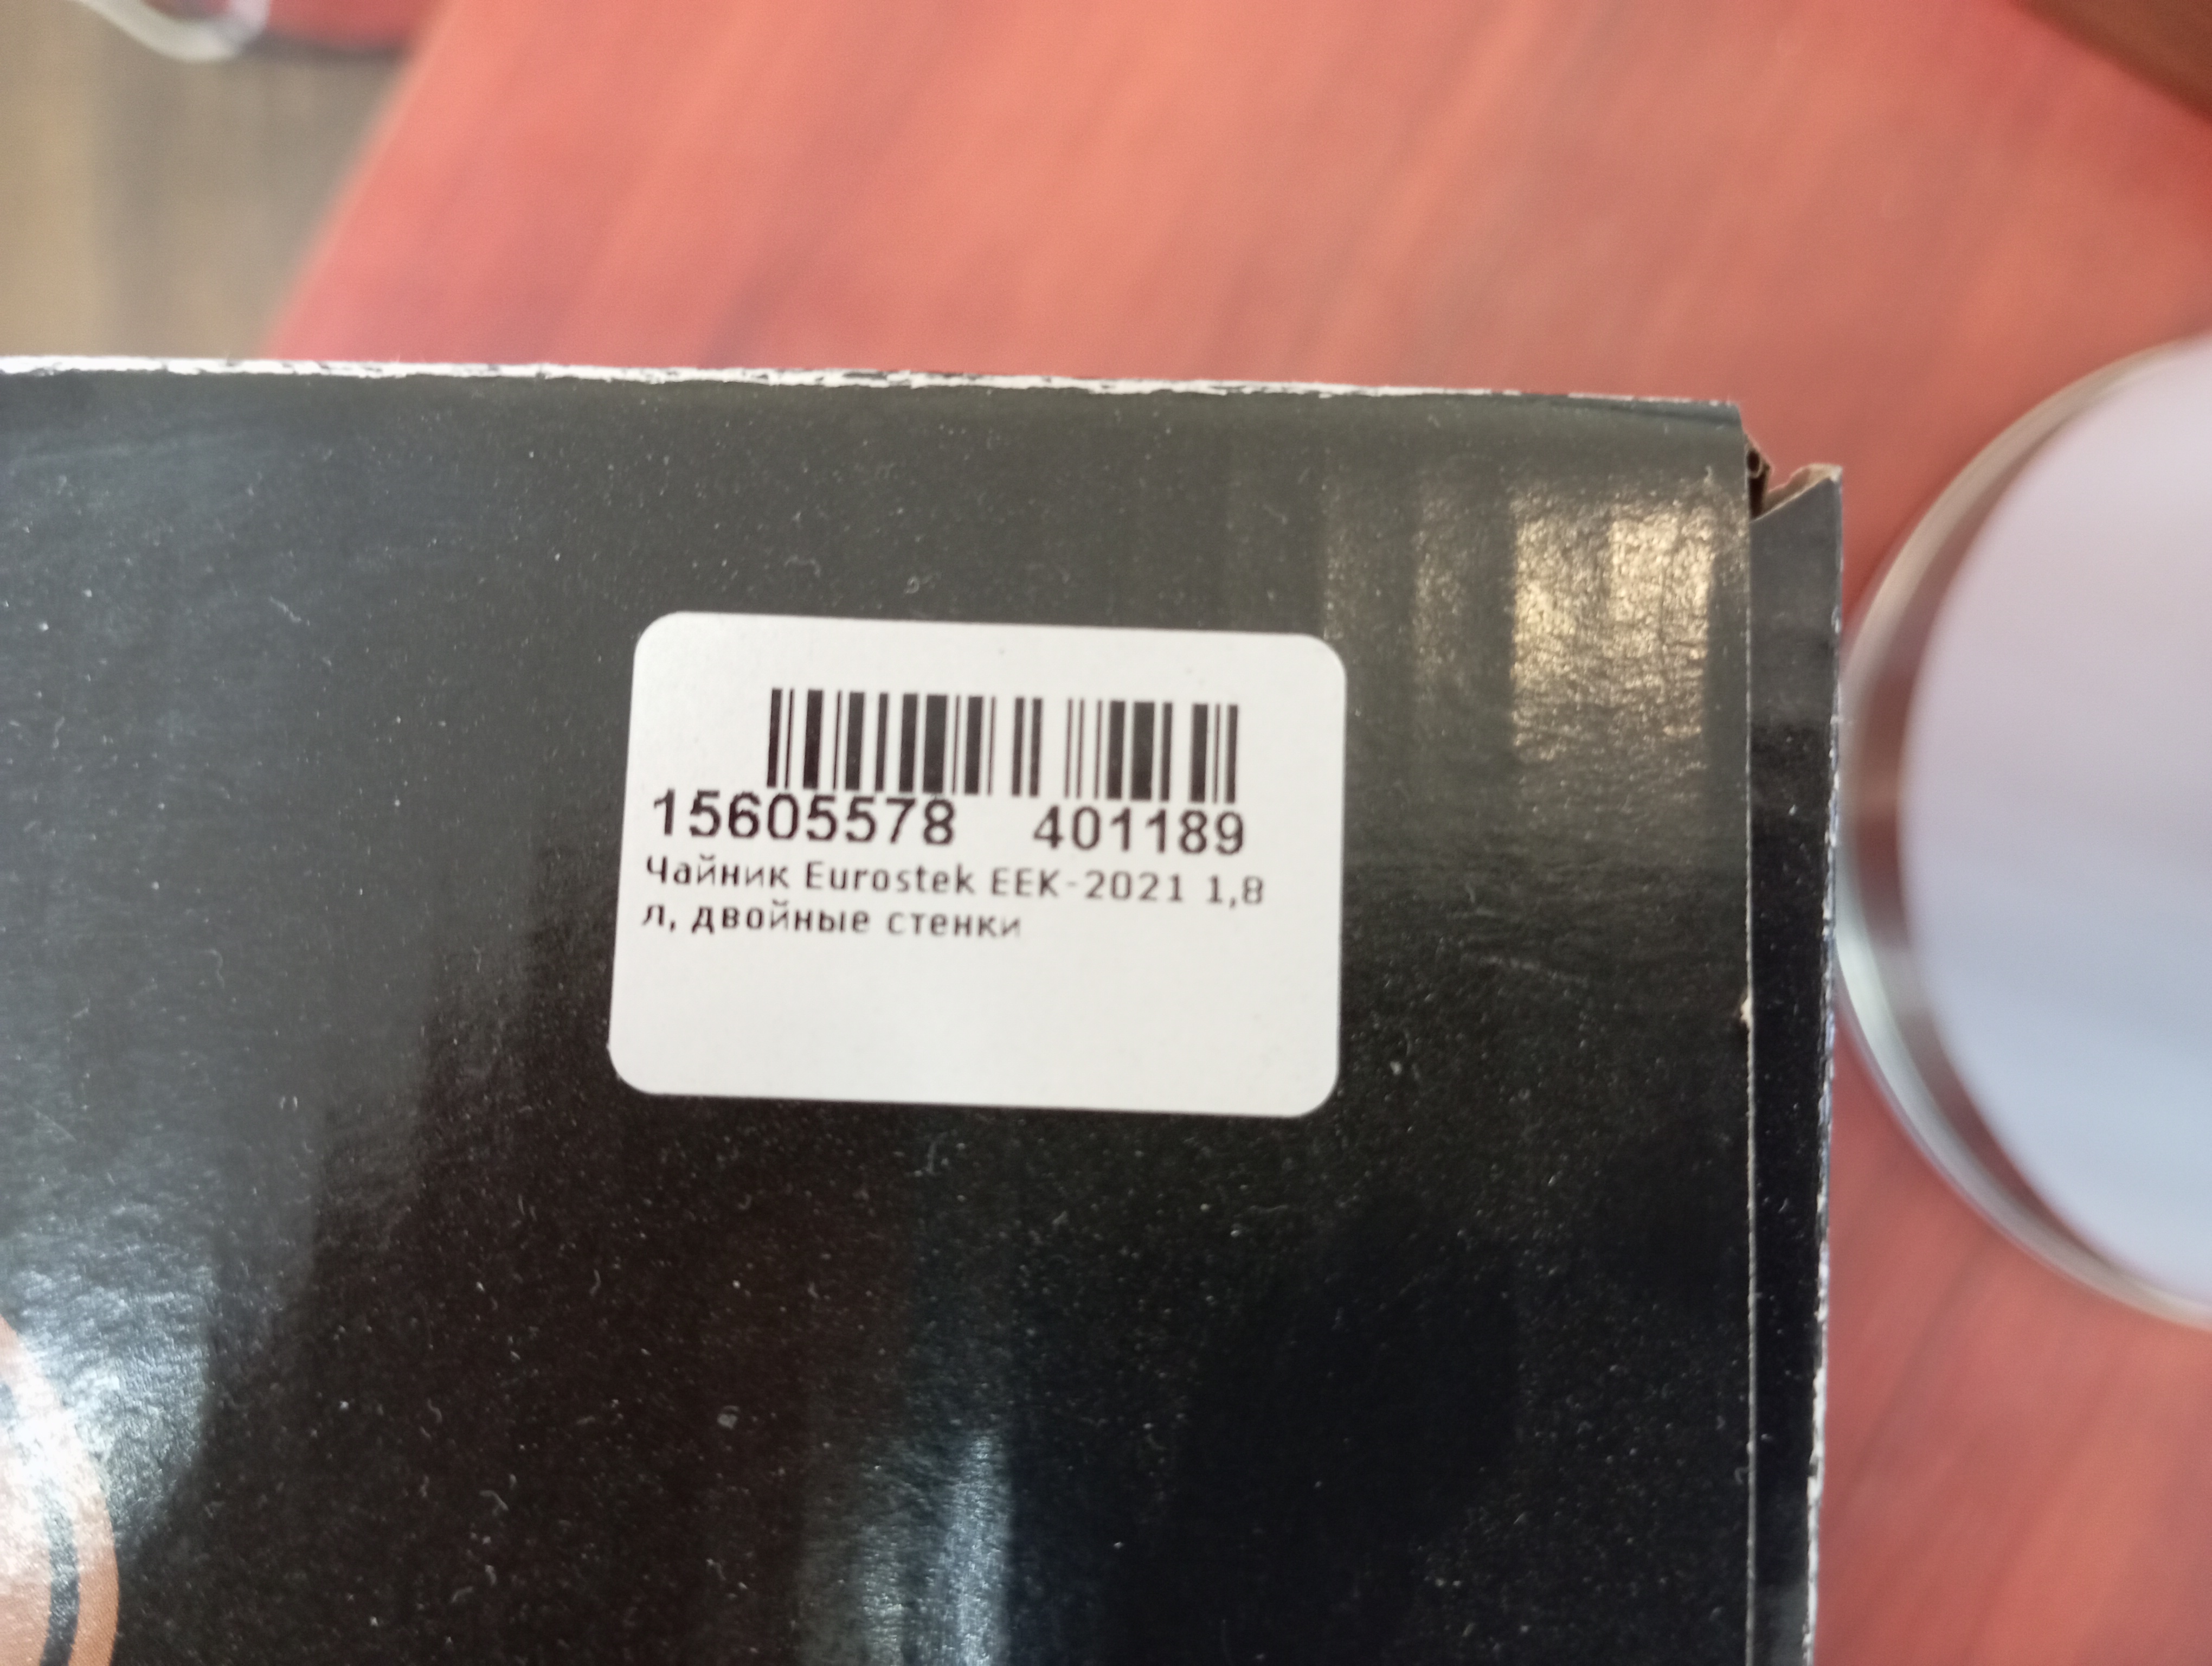 15605578 401189
Чайник Eurostek EEK-2021 1,8
л, двойные стенки